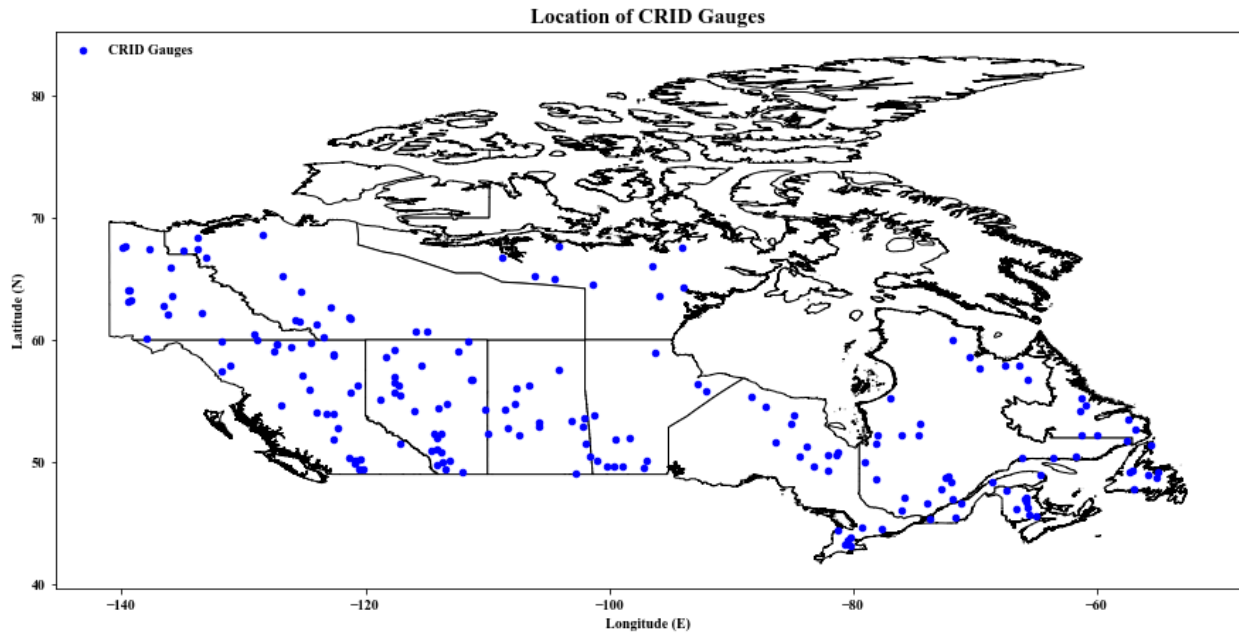 Location of CRID Gauges
CRID Gauges
80
70
60
50
40
Latitude (N)
−140
−120
−100
−80
−60
Longitude (E)